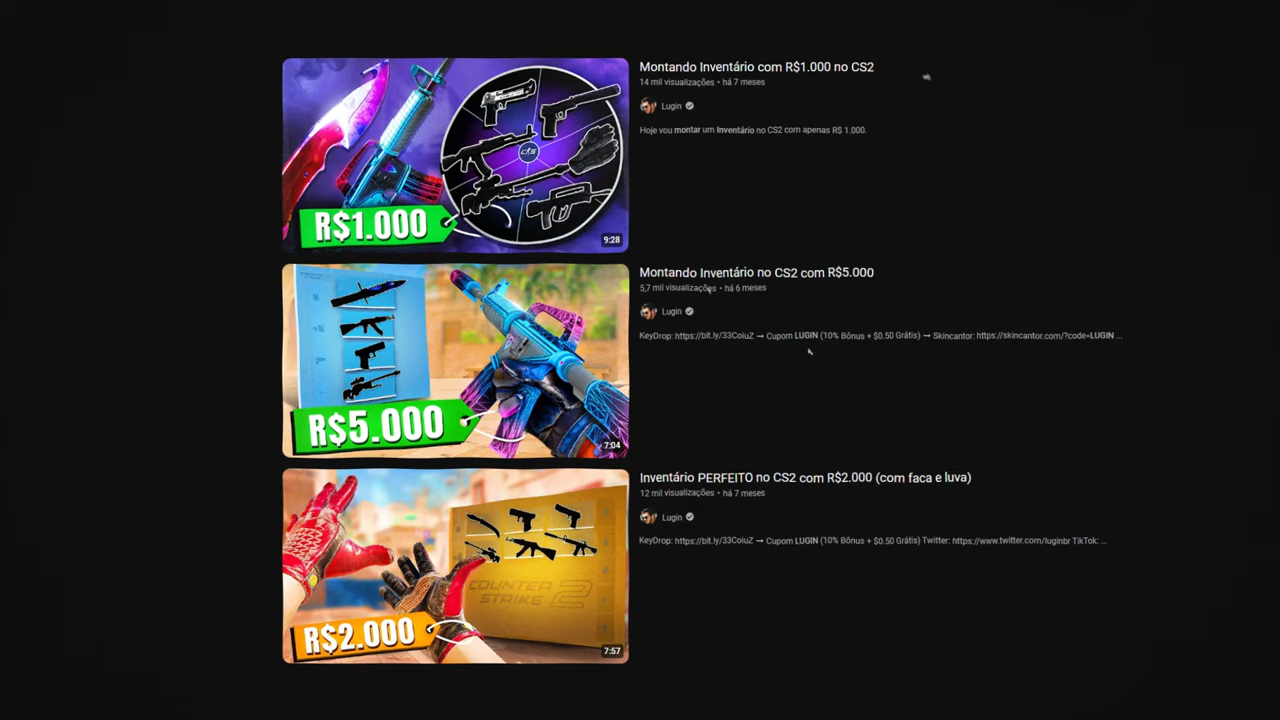 R$1.000
9:28
Montando Inventário com R$1.000 no CS2
14 mil visualizações • há 7 meses
Lugin
Hoje vou montar um Inventário no CS2 com apenas R$ 1.000.
R$5.000
7:04
Montando Inventário no CS2 com R$5.000
5,7 mil visualizações • há 6 meses
Lugin
KeyDrop: https://bit.ly/33CoiuZ → Cupom LUGIN (10% Bônus + $0.50 Grátis) → Skincantor: https://skincantor.com/?code=LUGIN ...
COUNTER
STRIKE 2
R$2.000
7:57
Inventário PERFEITO no CS2 com R$2.000 (com faca e luva)
12 mil visualizações • há 7 meses
Lugin
KeyDrop: https://bit.ly/33CoiuZ → Cupom LUGIN (10% Bônus + $0.50 Grátis) Twitter: https://www.twitter.com/luginbr TikTok: ...